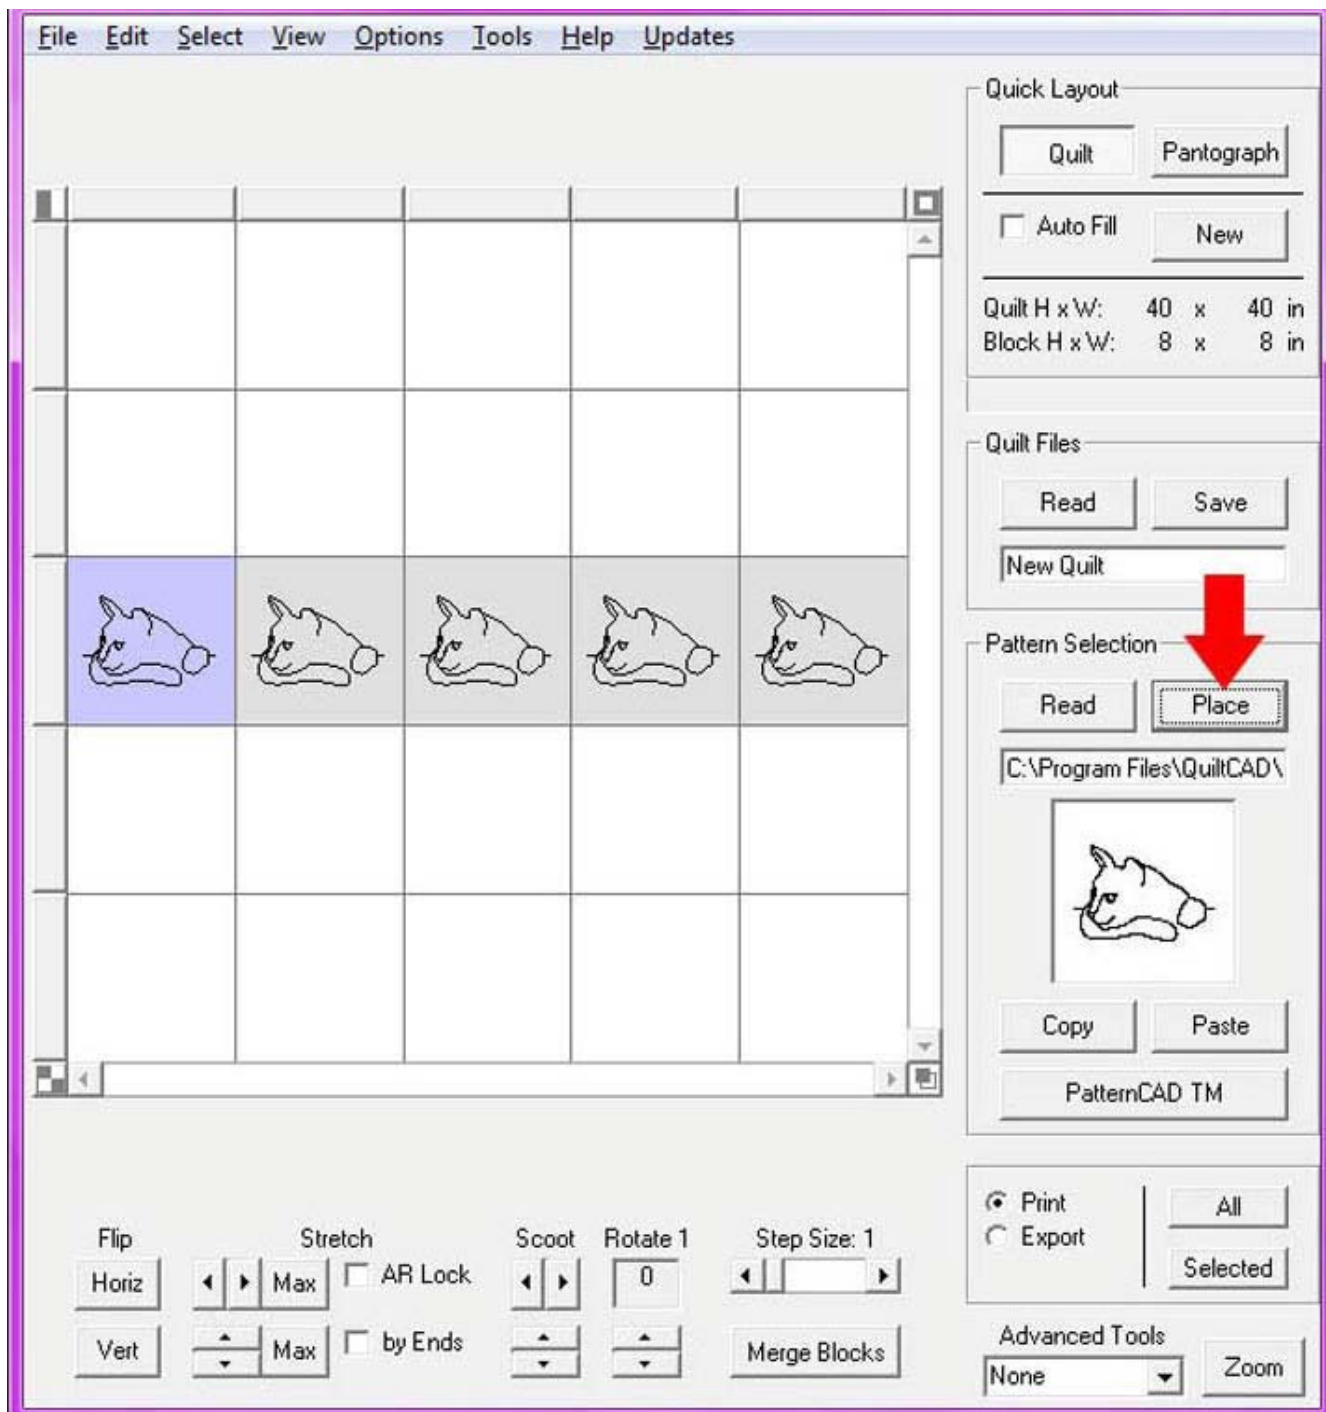 File Edit Select View Options Tools Help Updates
Quick Layout
Quilt Pantograph
Auto Fill New
Quilt H x W: 40 x 40 in
Block H x W: 8 x 8 in
Quilt Files
Read Save
New Quilt
Pattern Selection
Read Place
C:\Program Files\QuiltCAD\
Copy Paste
PatternCAD TM
Print All
Export Selected
Flip Stretch Scoot Rotate 1 Step Size: 1
Horiz Max AR Lock 0
Vert Max by Ends Merge Blocks
Advanced Tools
None Zoom